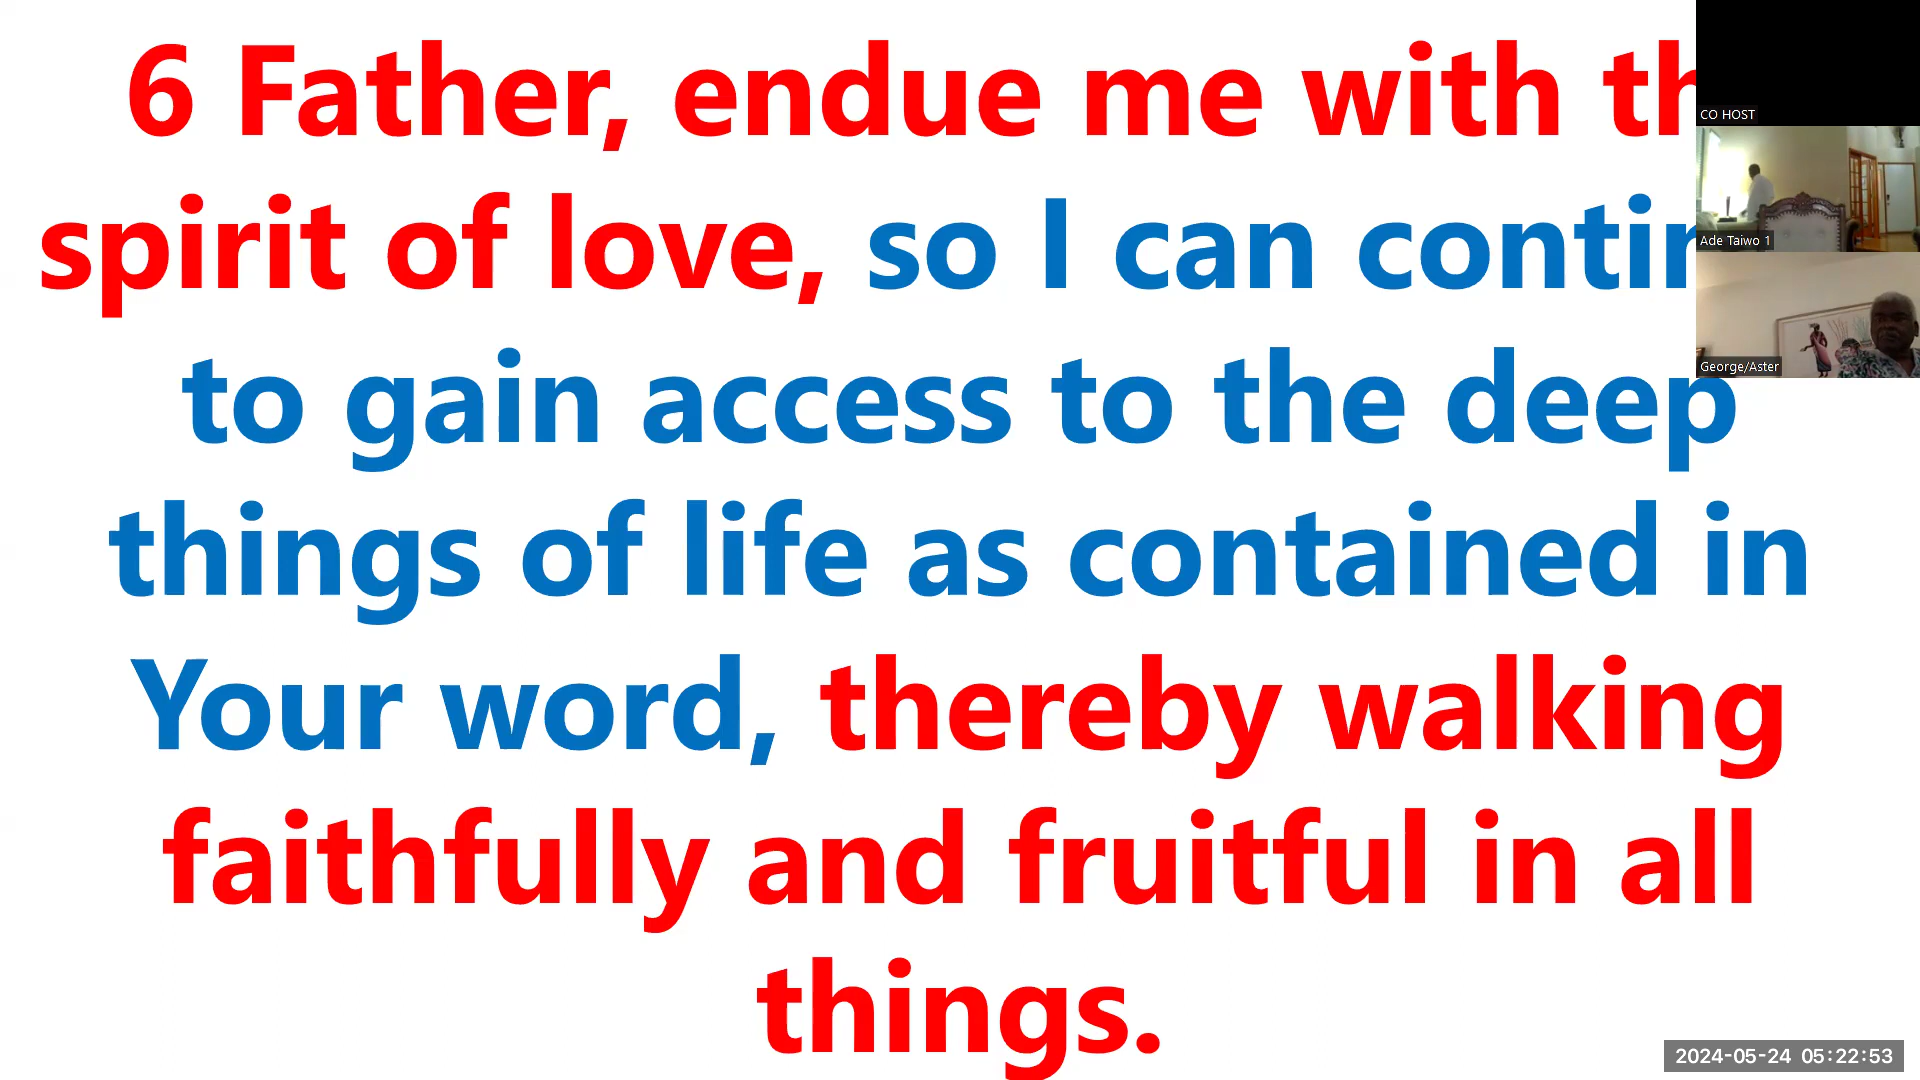 6 Father, endue me with
spirit of love, so I can
to gain access to the deep
things of life as contained in
Your word, thereby walking
faithfully and fruitful in all
things.
CO HOST
Ade Taiwo 1
George/Aster
2024-05-24 05:22:53